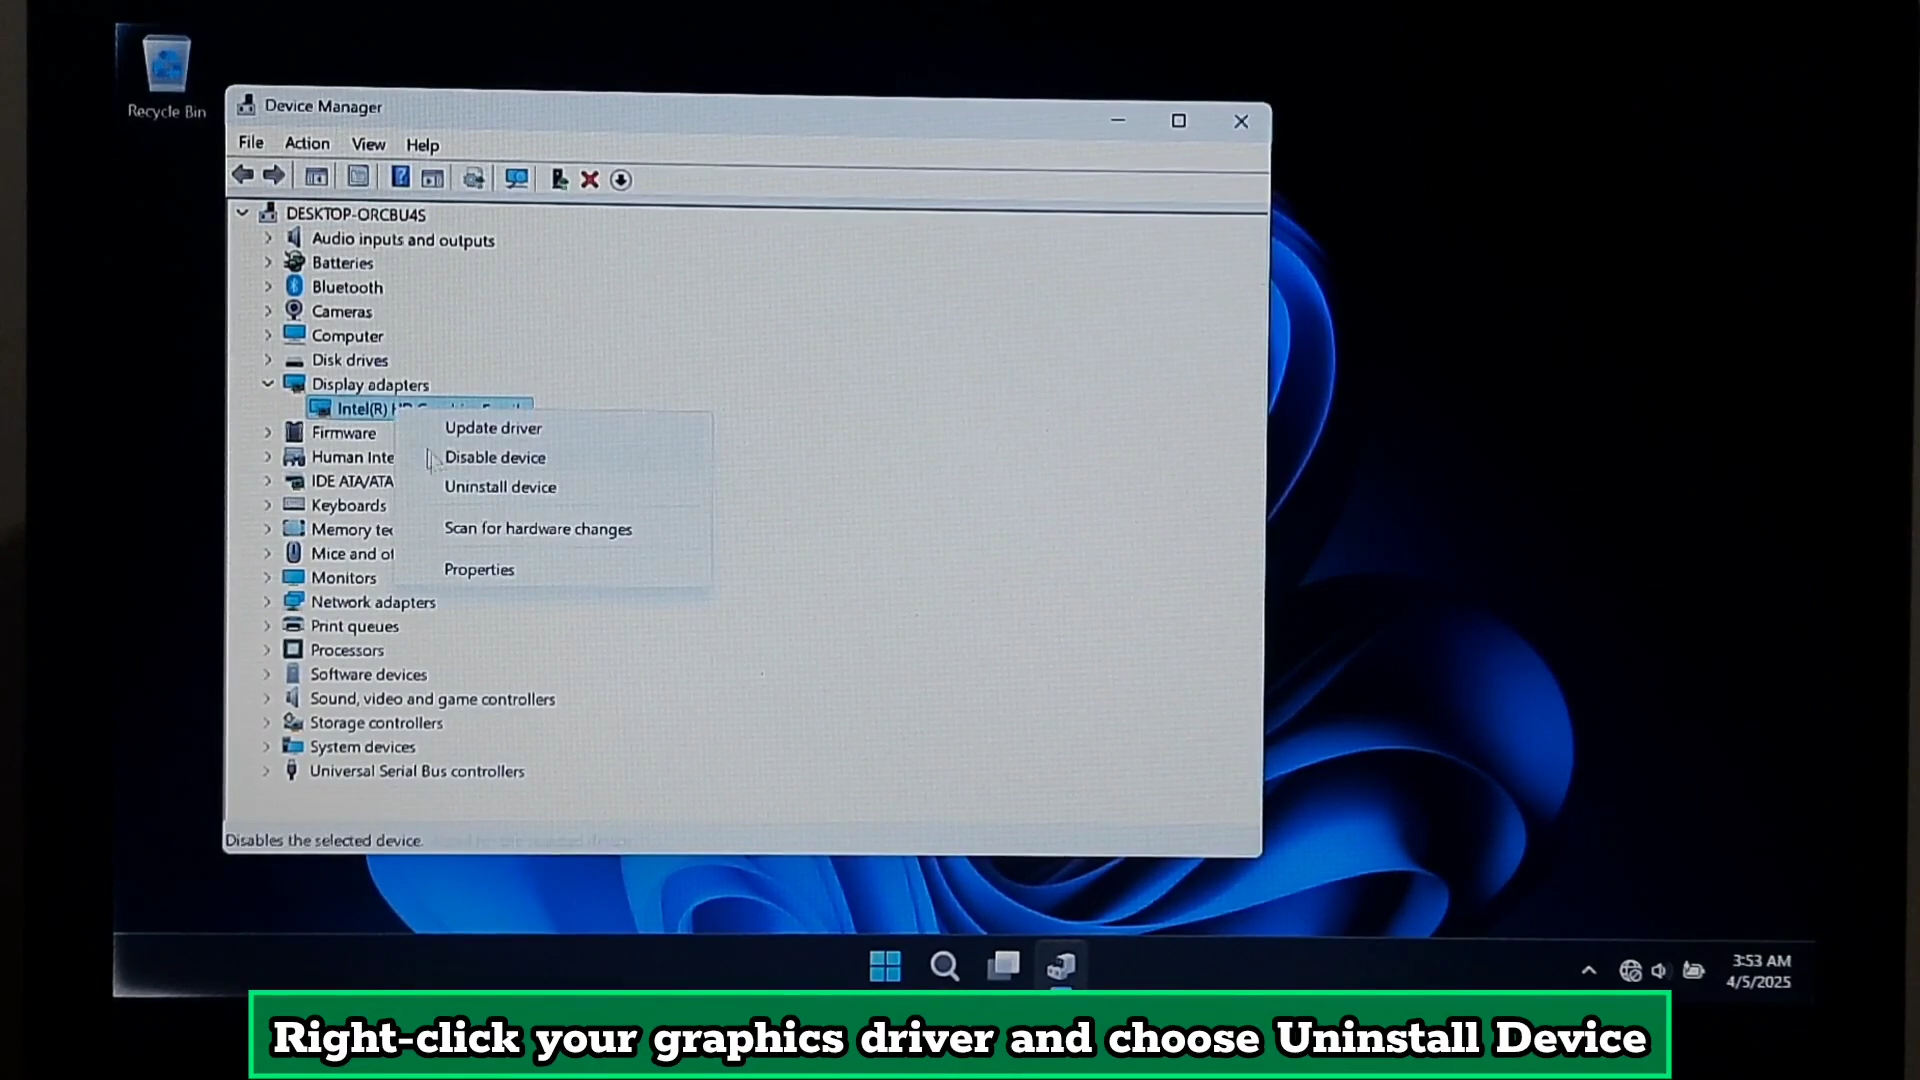 Recycle Bin
Device Manager
File Action View Help
DESKTOP-ORCBU4S
Audio inputs and outputs
Batteries
Bluetooth
Cameras
Computer
Disk drives
Display adapters
Intel(R)
Firmware
Human Inte
IDE ATA/ATA
Keyboards
Memory tec
Mice and ot
Monitors
Network adapters
Print queues
Processors
Software devices
Sound, video and game controllers
Storage controllers
System devices
Universal Serial Bus controllers
Update driver
Disable device
Uninstall device
Scan for hardware changes
Properties
Disables the selected device.
3:53 AM
4/5/2025
Right-click your graphics driver and choose Uninstall Device